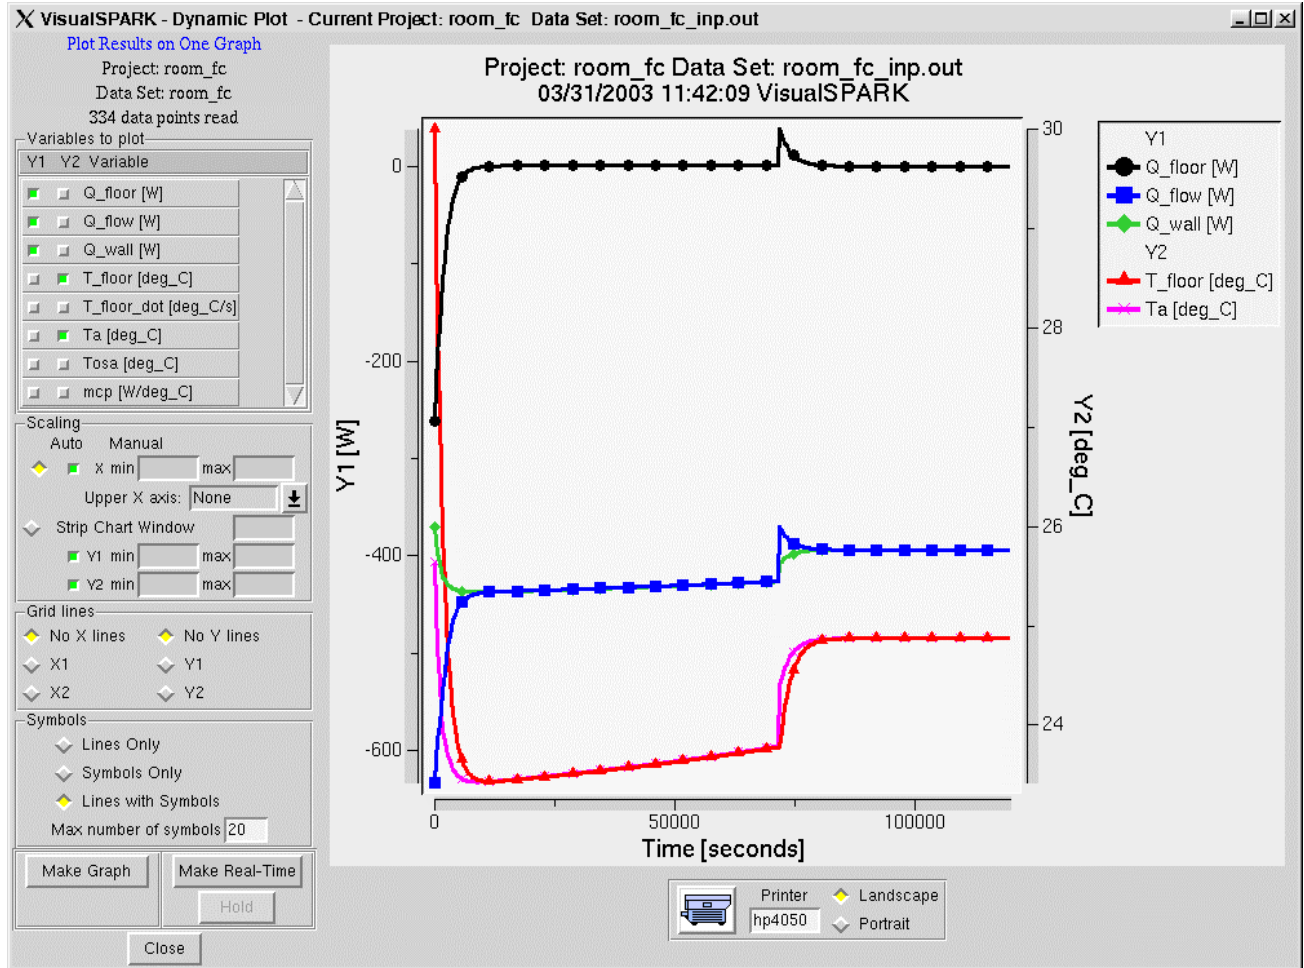 VisualSPARK - Dynamic Plot - Current Project: room_fc Data Set: room_fc_inp.out
Plot Results on One Graph
Project: room_fc
Data Set: room_fc
334 data points read
Variables to plot
Y1 Y2 Variable
Q_floor [W]
Q_flow [W]
Q_wall [W]
T_floor [deg_C]
T_floor_dot [deg_C/s]
Ta [deg_C]
Tosa [deg_C]
mcp [W/deg_C]
Scaling
Auto Manual
X min max
Upper X axis: None
Strip Chart Window
Y1 min max
Y2 min max
Grid lines
No X lines No Y lines
X1 Y1
X2 Y2
Symbols
Lines Only
Symbols Only
Lines with Symbols
Max number of symbols 20
Make Graph Make Real-Time
Hold
Close
Project: room_fc Data Set: room_fc_inp.out
03/31/2003 11:42:09 VisualSPARK
Y1 [W]
0
-200
-400
-600
0 50000 100000
Time [seconds]
30
28
26
24
Y2 [deg_C]
Y1
Q_floor [W]
Q_flow [W]
Q_wall [W]
Y2
T_floor [deg_C]
Ta [deg_C]
Printer Landscape
hp4050 Portrait